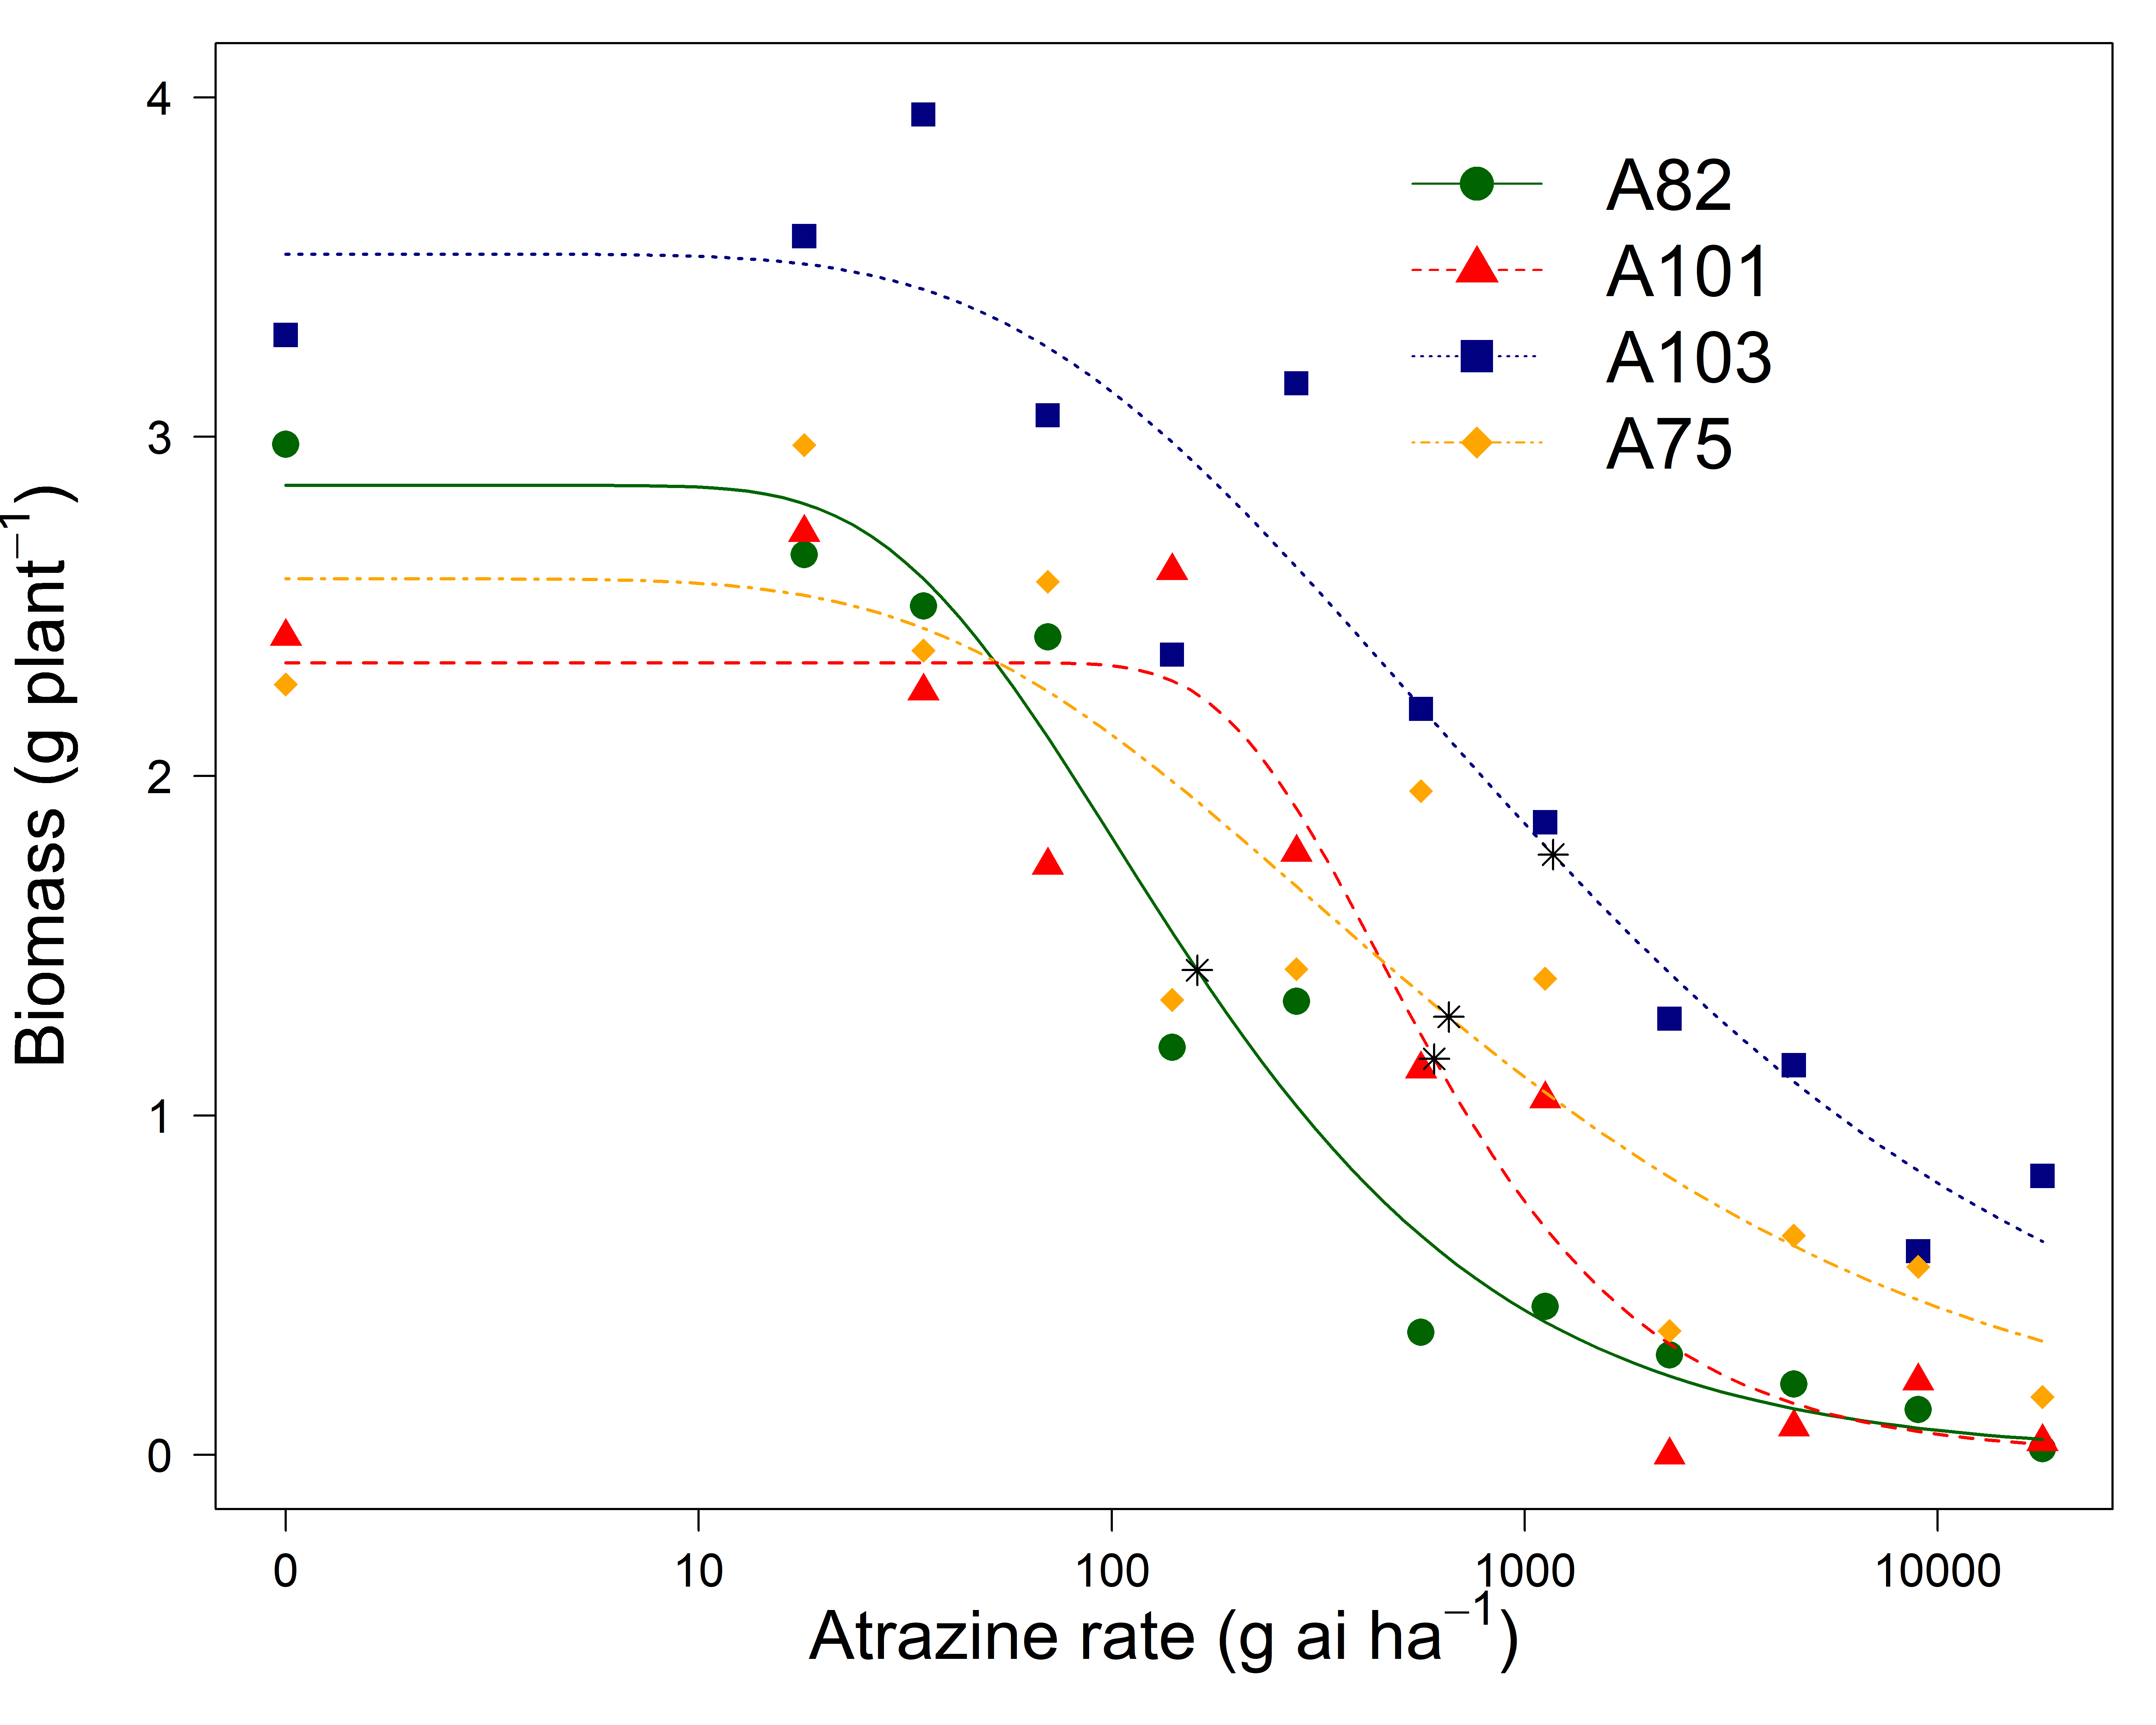 4
3
2
1
0
Biomass (g plant⁻¹)
A82
A101
A103
A75
0 10 100 1000 10000
Atrazine rate (g ai ha⁻¹)